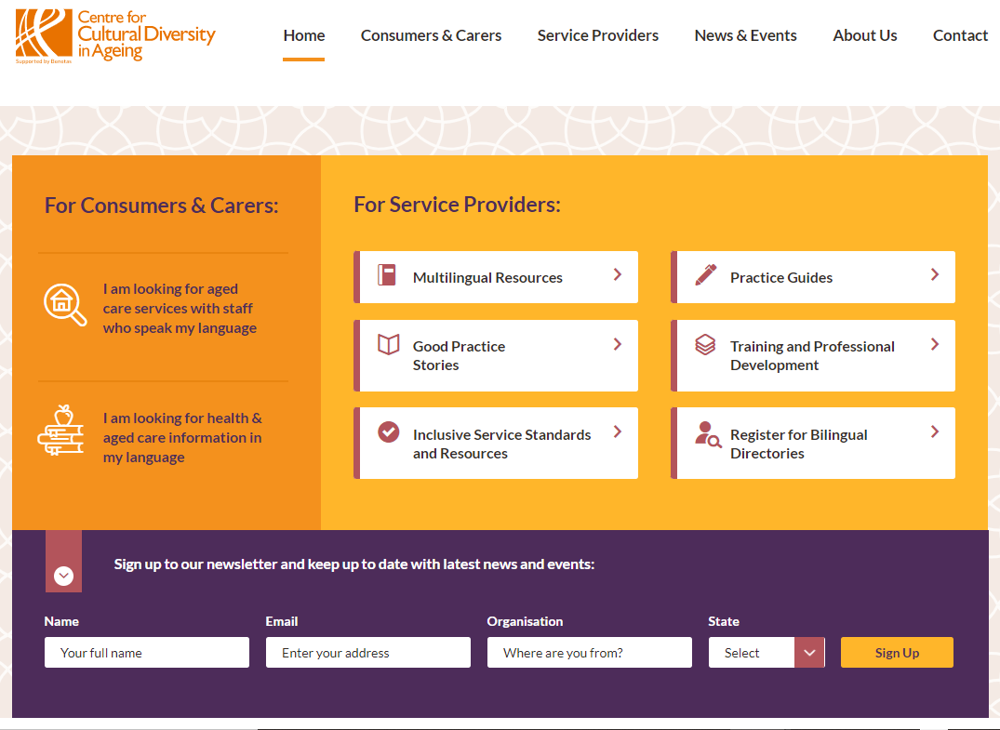 Centre for
Cultural Diversity
in Ageing
Supported by Benetas
Home
Consumers & Carers
Service Providers
News & Events
About Us
Contact
For Consumers & Carers:
I am looking for aged
care services with staff
who speak my language
I am looking for health &
aged care information in
my language
For Service Providers:
Multilingual Resources
Practice Guides
Good Practice
Stories
Training and Professional
Development
Inclusive Service Standards
and Resources
Register for Bilingual
Directories
Sign up to our newsletter and keep up to date with latest news and events:
Name
Email
Organisation
State
Your full name
Enter your address
Where are you from?
Select
Sign Up